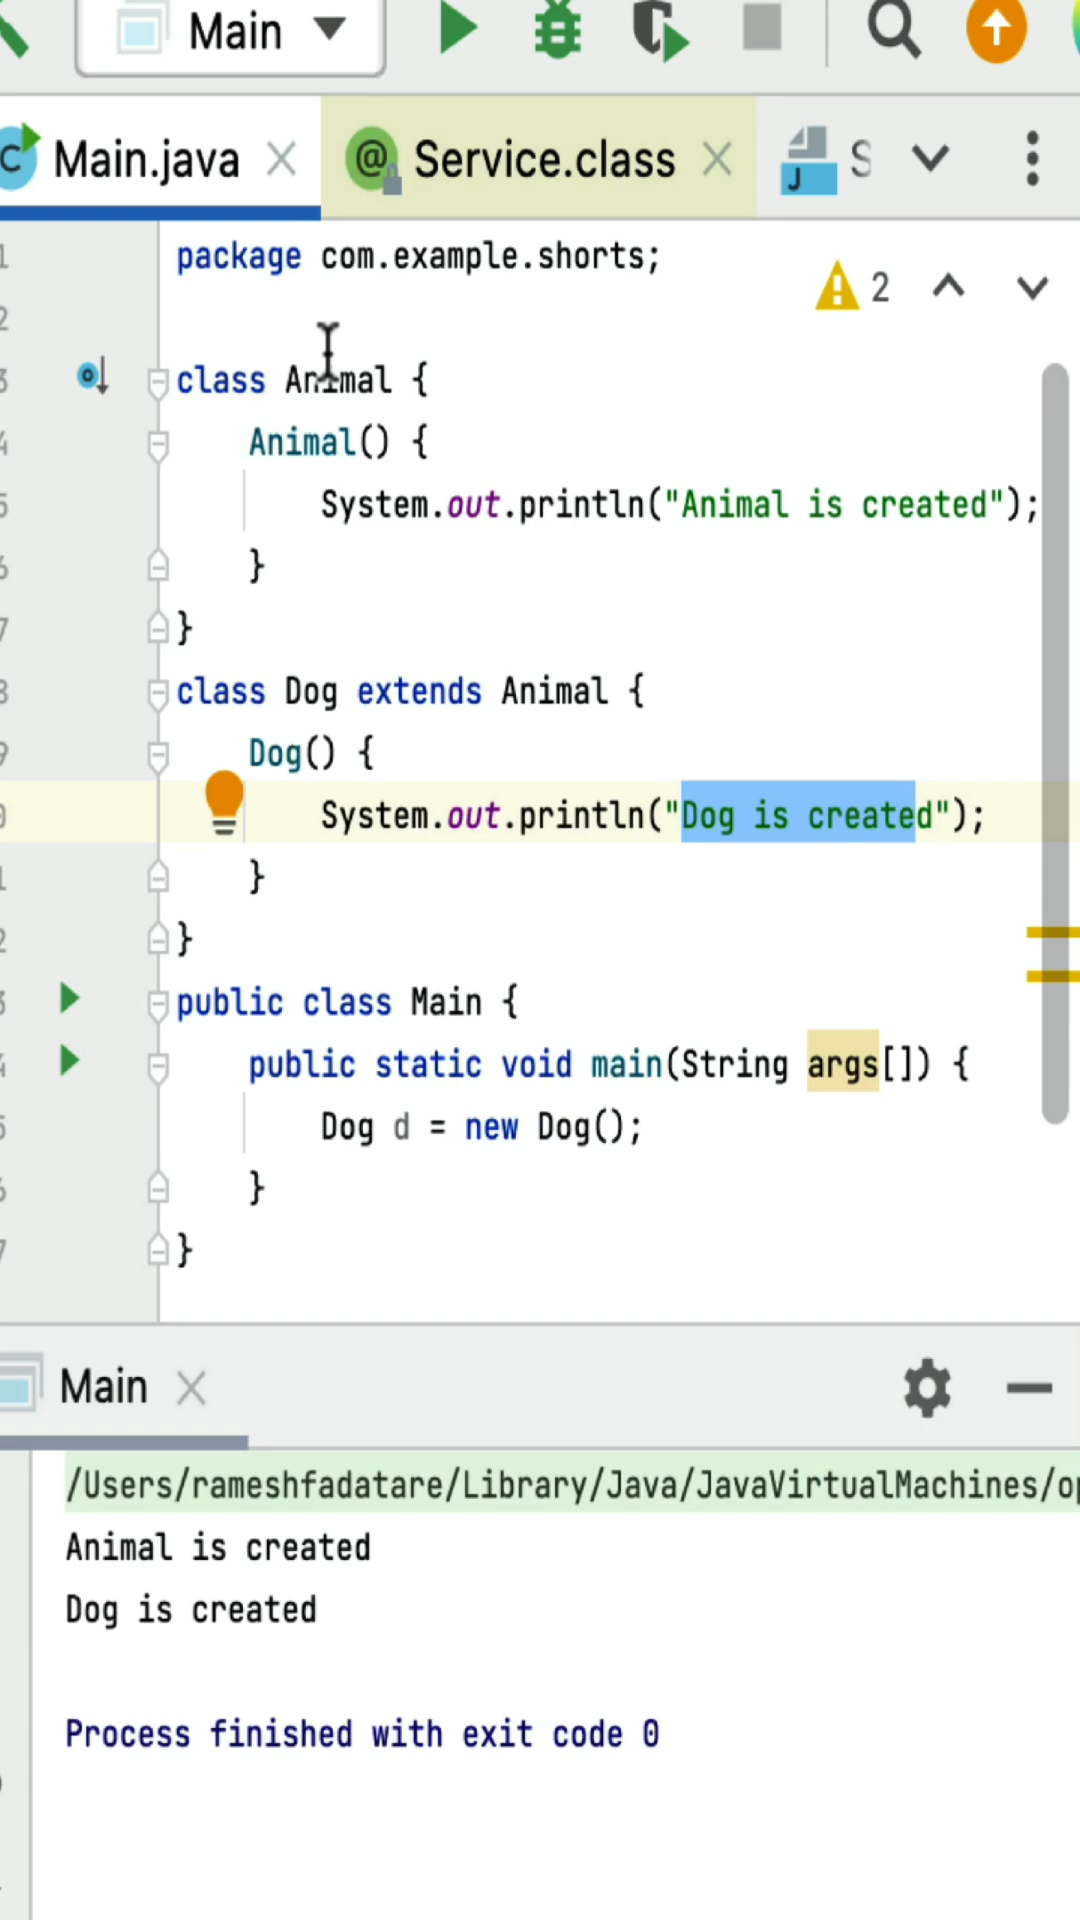 Main
Main.java
Service.class
S
package com.example.shorts;
2
class Animal {
Animal() {
System.out.println("Animal is created");
}
}
class Dog extends Animal {
Dog() {
System.out.println("Dog is created");
}
}
public class Main {
public static void main(String args[]) {
Dog d = new Dog();
}
}
Main
/Users/rameshfadatare/Library/Java/JavaVirtualMachines/op
Animal is created
Dog is created
Process finished with exit code 0